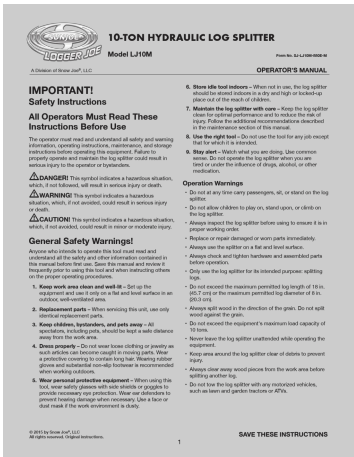 SUNJOE
LOGGER JOE
A Division of Snow Joe®, LLC
10-TON HYDRAULIC LOG SPLITTER
Model LJ10M
Form No. SJ-LJ10M-650E-M
OPERATOR'S MANUAL
IMPORTANT!
Safety Instructions
All Operators Must Read These
Instructions Before Use
The operator must read and understand all safety and warning
information, operating instructions, maintenance, and storage
instructions before operating this equipment. Failure to
properly operate and maintain the log splitter could result in
serious injury to the operator or bystanders.
DANGER! This symbol indicates a hazardous situation,
which, if not followed, will result in serious injury or death.
WARNING! This symbol indicates a hazardous
situation, which, if not avoided, could result in serious injury
or death.
CAUTION! This symbol indicates a hazardous situation,
which, if not avoided, could result in minor or moderate injury.
General Safety Warnings!
Anyone who intends to operate this tool must read and
understand all the safety and other information contained in
this manual before first use. Save this manual and review it
frequently prior to using this tool and when instructing others
on the proper operating procedures.
1. Keep work area clean and well-lit – Set up the
equipment and use it only on a flat and level surface in an
outdoor, well-ventilated area.
2. Replacement parts – When servicing this unit, use only
identical replacement parts.
3. Keep children, bystanders, and pets away – All
spectators, including pets, should be kept a safe distance
away from the work area.
4. Dress properly – Do not wear loose clothing or jewelry as
such articles can become caught in moving parts. Wear
a protective covering to contain long hair. Wearing rubber
gloves and substantial non-slip footwear is recommended
when working outdoors.
5. Wear personal protective equipment – When using this
tool, wear safety glasses with side shields or goggles to
provide necessary eye protection. Wear ear defenders to
prevent hearing damage when necessary. Use a face or
dust mask if the work environment is dusty.
6. Store idle tool indoors – When not in use, the log splitter
should be stored indoors in a dry and high or locked-up
place out of the reach of children.
7. Maintain the log splitter with care – Keep the log splitter
clean for optimal performance and to reduce the risk of
injury. Follow the additional recommendations described
in the maintenance section of this manual.
8. Use the right tool – Do not use the tool for any job except
that for which it is intended.
9. Stay alert – Watch what you are doing. Use common
sense. Do not operate the log splitter when you are
tired or under the influence of drugs, alcohol, or other
medication.
Operation Warnings
• Do not at any time carry passengers, sit, or stand on the log
splitter.
• Do not allow children to play on, stand upon, or climb on
the log splitter.
• Always inspect the log splitter before using to ensure it is in
proper working order.
• Replace or repair damaged or worn parts immediately.
• Always use the splitter on a flat and level surface.
• Always check and tighten hardware and assembled parts
before operation.
• Only use the log splitter for its intended purpose: splitting
logs.
• Do not exceed the maximum permitted log length of 18 in.
(45.7 cm) or the maximum permitted log diameter of 8 in.
(20.3 cm).
• Always split wood in the direction of the grain. Do not split
wood against the grain.
• Do not exceed the equipment's maximum load capacity of
10 tons.
• Never leave the log splitter unattended while operating the
equipment.
• Keep area around the log splitter clear of debris to prevent
injury.
• Always clear away wood pieces from the work area before
splitting another log.
• Do not tow the log splitter with any motorized vehicles,
such as lawn and garden tractors or ATVs.
© 2015 by Snow Joe®, LLC
All rights reserved. Original instructions.
SAVE THESE INSTRUCTIONS
1